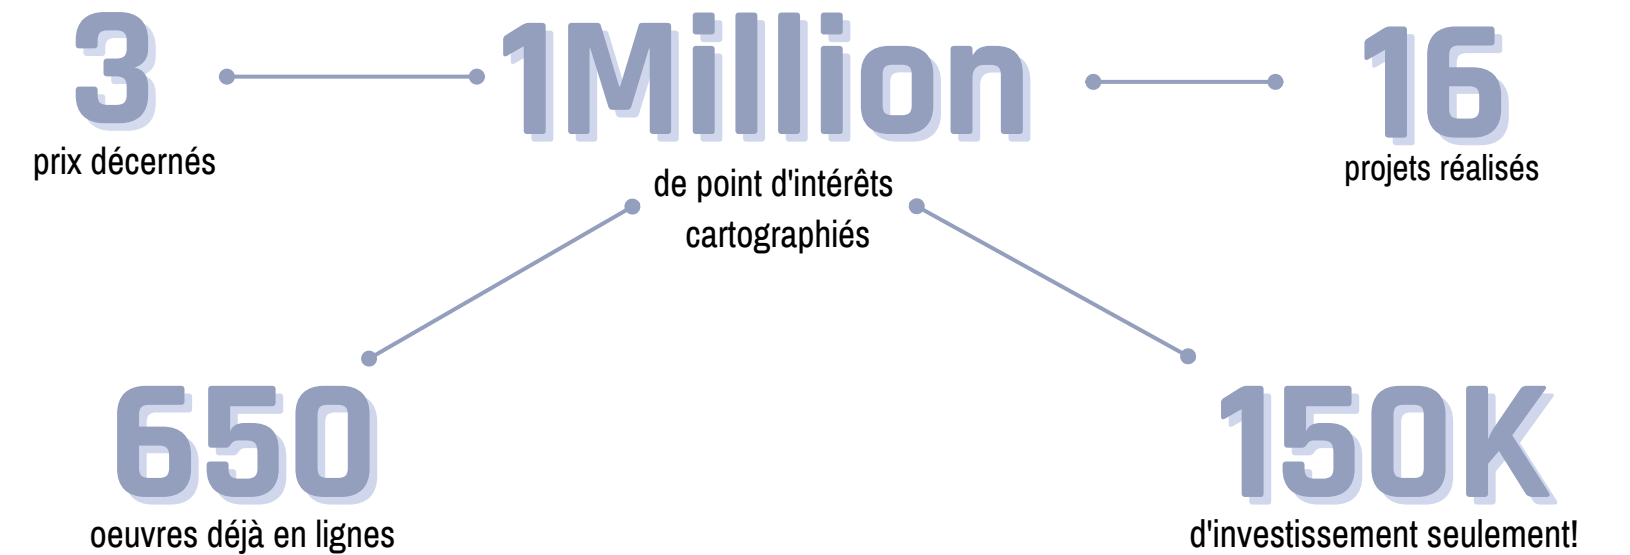 3
prix décernés
1Million
de point d'intérêts
cartographiés
16
projets réalisés
650
oeuvres déjà en lignes
150K
d'investissement seulement!